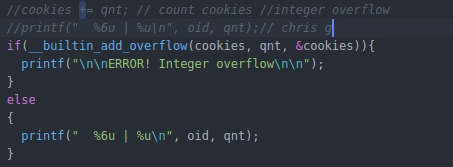 //cookies += qnt; // count cookies //integer overflow
//printf("  %6u | %u\n", oid, qnt);// chris g
if(__builtin_add_overflow(cookies, qnt, &cookies)){
  printf("\n\nERROR! Integer overflow\n\n");
}
else
{
  printf("  %6u | %u\n", oid, qnt);
}